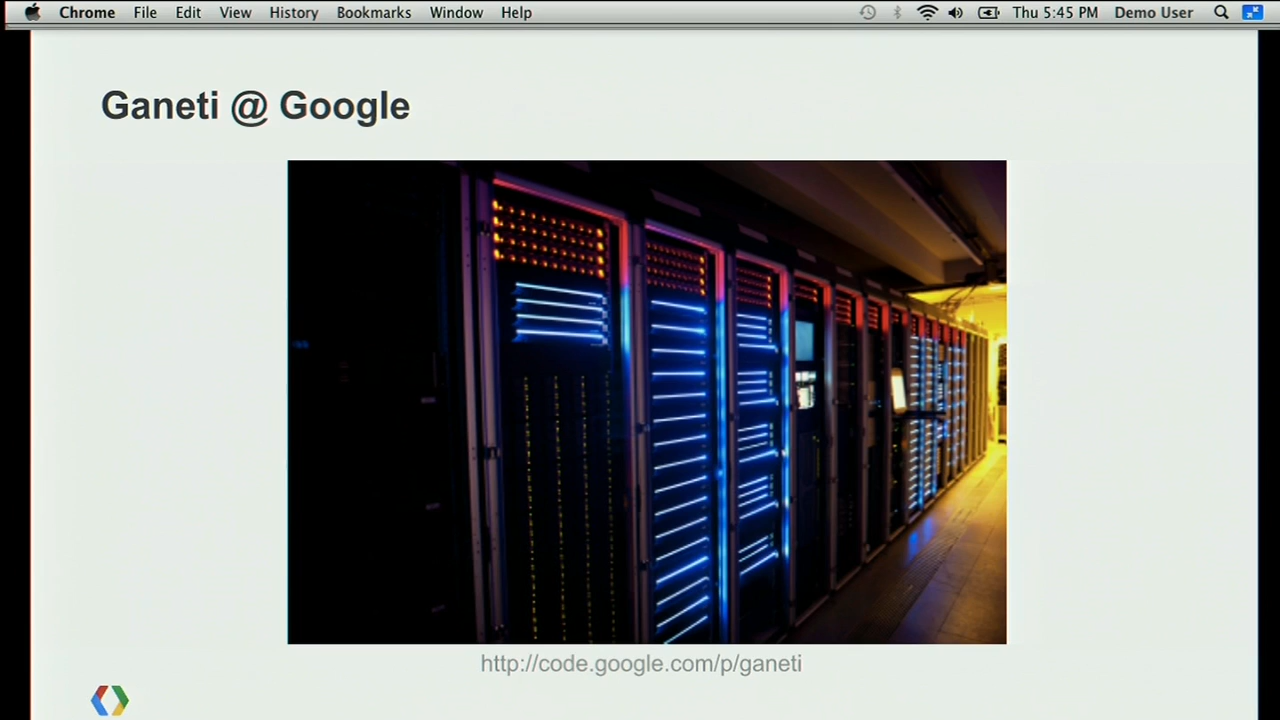 Chrome File Edit View History Bookmarks Window Help Thu 5:45 PM Demo User
Ganeti @ Google
http://code.google.com/p/ganeti